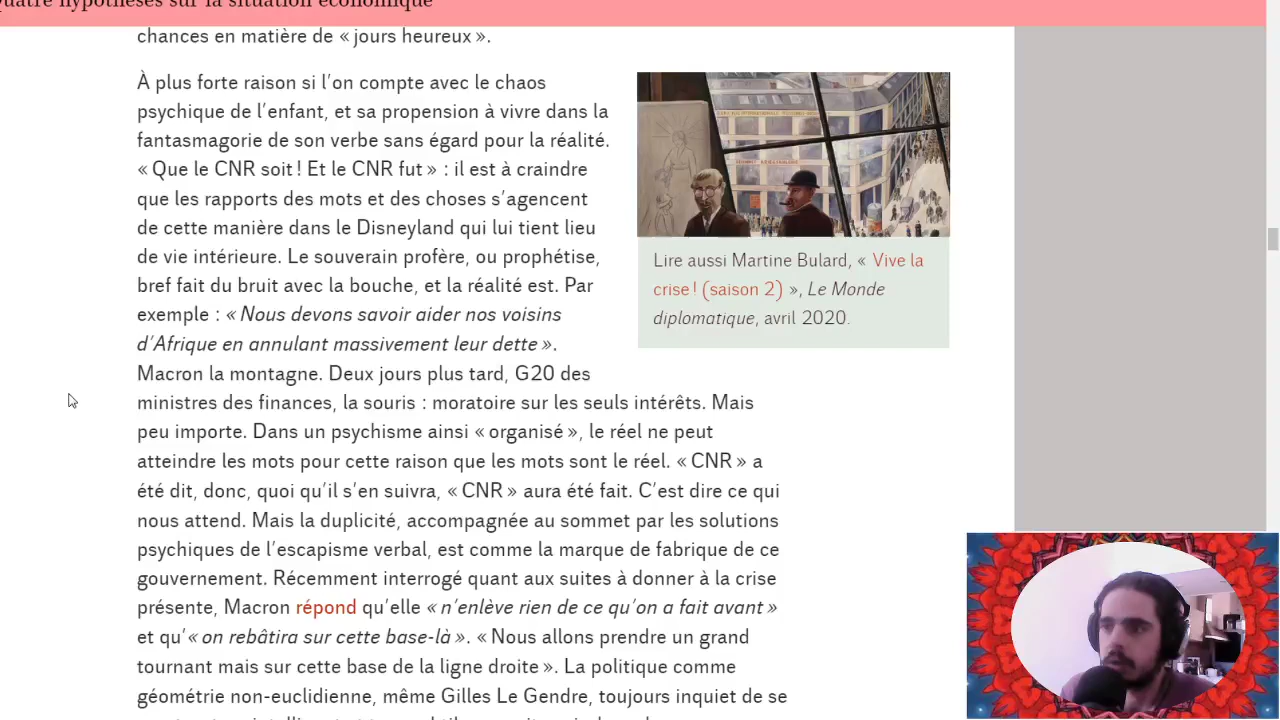 Quatre hypothèses sur la situation économique
chances en matière de « jours heureux ».
À plus forte raison si l’on compte avec le chaos
psychique de l’enfant, et sa propension à vivre dans la
fantasmagorie de son verbe sans égard pour la réalité.
« Que le CNR soit ! Et le CNR fut » : il est à craindre
que les rapports des mots et des choses s’agencent
de cette manière dans le Disneyland qui lui tient lieu
de vie intérieure. Le souverain profère, ou prophétise,
bref fait du bruit avec la bouche, et la réalité est. Par
exemple : « Nous devons savoir aider nos voisins
d’Afrique en annulant massivement leur dette ».
Macron la montagne. Deux jours plus tard, G20 des
ministres des finances, la souris : moratoire sur les seuls intérêts. Mais
peu importe. Dans un psychisme ainsi « organisé », le réel ne peut
atteindre les mots pour cette raison que les mots sont le réel. « CNR » a
été dit, donc, quoi qu’il s’en suivra, « CNR » aura été fait. C’est dire ce qui
nous attend. Mais la duplicité, accompagnée au sommet par les solutions
psychiques de l’escapisme verbal, est comme la marque de fabrique de ce
gouvernement. Récemment interrogé quant aux suites à donner à la crise
présente, Macron répond qu’elle « n’enlève rien de ce qu’on a fait avant »
et qu’« on rebâtira sur cette base-là ». « Nous allons prendre un grand
tournant mais sur cette base de la ligne droite ». La politique comme
géométrie non-euclidienne, même Gilles Le Gendre, toujours inquiet de se
Lire aussi Martine Bulard, « Vive la
crise ! (saison 2) », Le Monde
diplomatique, avril 2020.